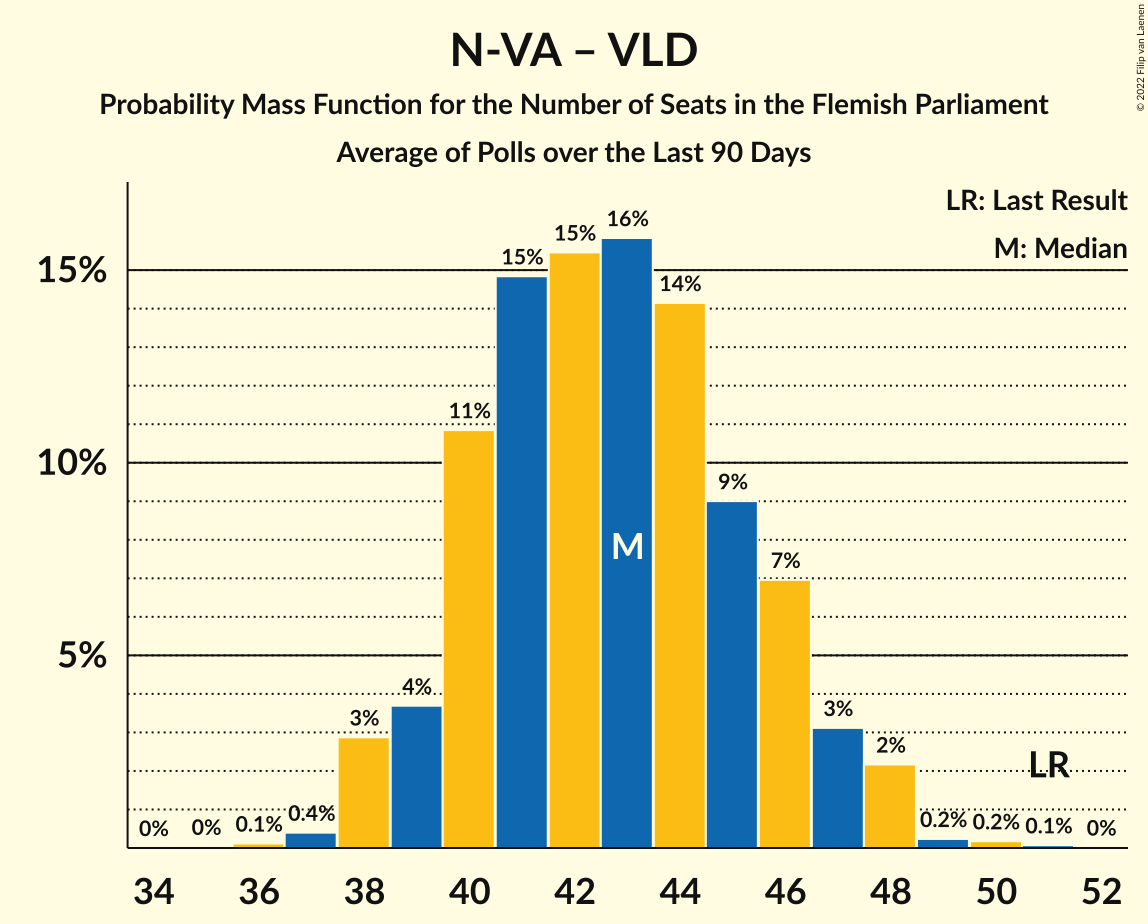 N-VA – VLD
Probability Mass Function for the Number of Seats in the Flemish Parliament
Average of Polls over the Last 90 Days
© 2022 Filip van Laenen
LR: Last Result
M: Median
15%
10%
5%
0% 0% 0.1% 0.4% 3% 4% 11% 15% 15% 16% 14% 9% 7% 3% 2% 0.2% 0.2% 0.1% 0%
M
LR
34 36 38 40 42 44 46 48 50 52